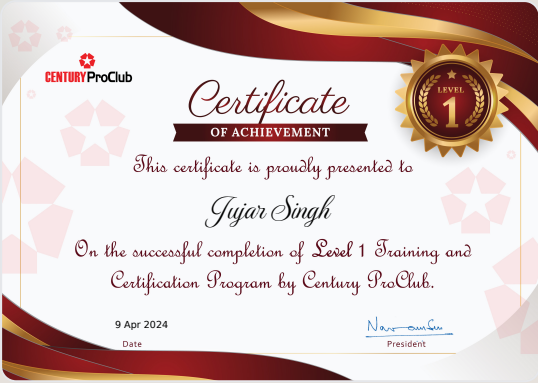 CENTURY ProClub
LEVEL
1
Certificate
OF ACHIEVEMENT
This certificate is proudly presented to
Jujar Singh
On the successful completion of Level 1 Training and
Certification Program by Century ProClub.
9 Apr 2024
Date
President